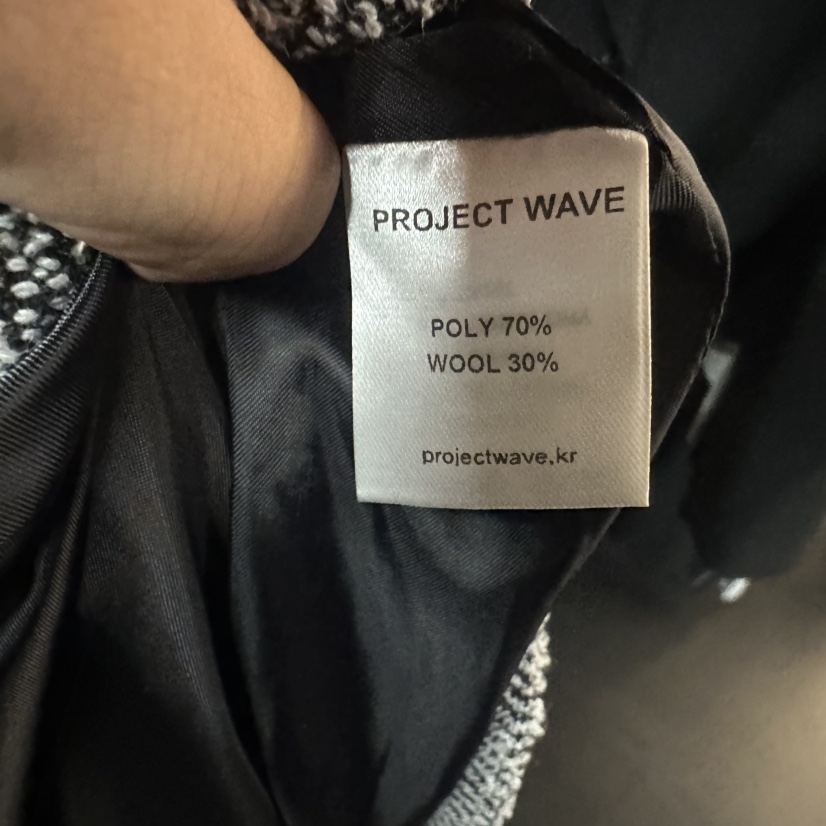 PROJECT WAVE
POLY 70%
WOOL 30%
projectwave.kr